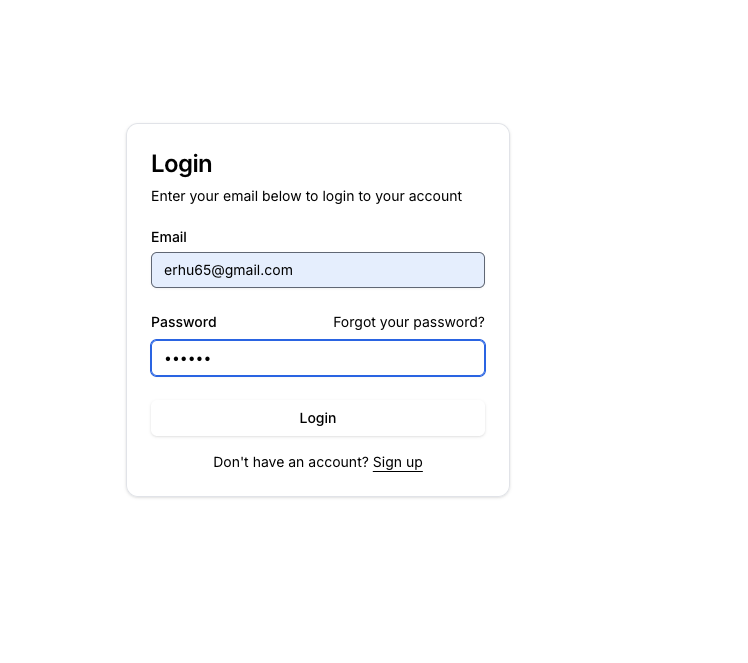 Login
Enter your email below to login to your account
Email
erhu65@gmail.com
Password Forgot your password?
••••••
Login
Don't have an account? Sign up